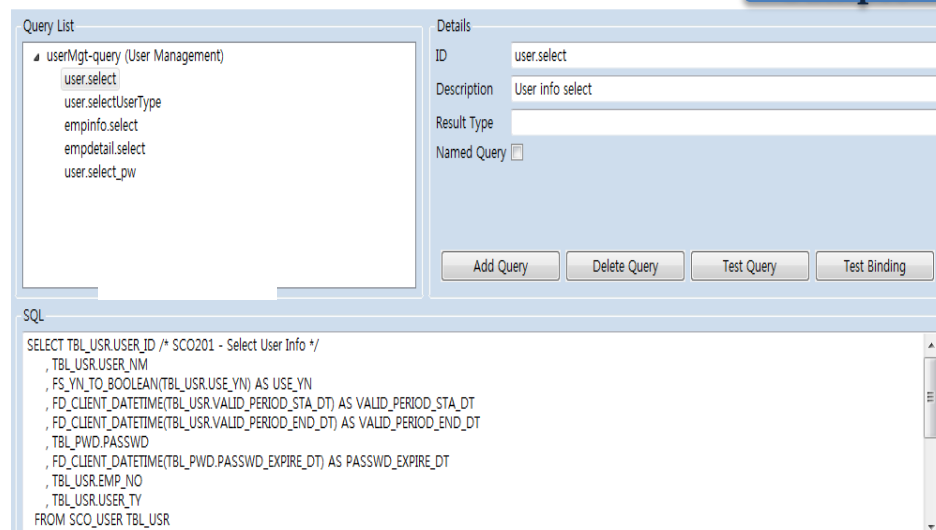 Query List
userMgt-query (User Management)
user.select
user.selectUserType
empinfo.select
empdetail.select
user.select_pw
Details
ID user.select
Description User info select
Result Type
Named Query
Add Query Delete Query Test Query Test Binding
SQL
SELECT TBL_USR.USER_ID /* SCO201 - Select User Info */
, TBL_USR.USER_NM
, FS_YN_TO_BOOLEAN(TBL_USR.USE_YN) AS USE_YN
, FD_CLIENT_DATETIME(TBL_USR.VALID_PERIOD_STA_DT) AS VALID_PERIOD_STA_DT
, FD_CLIENT_DATETIME(TBL_USR.VALID_PERIOD_END_DT) AS VALID_PERIOD_END_DT
, TBL_PWD.PASSWD
, FD_CLIENT_DATETIME(TBL_PWD.PASSWD_EXPIRE_DT) AS PASSWD_EXPIRE_DT
, TBL_USR.EMP_NO
, TBL_USR.USER_TY
FROM SCO_USER TBL_USR